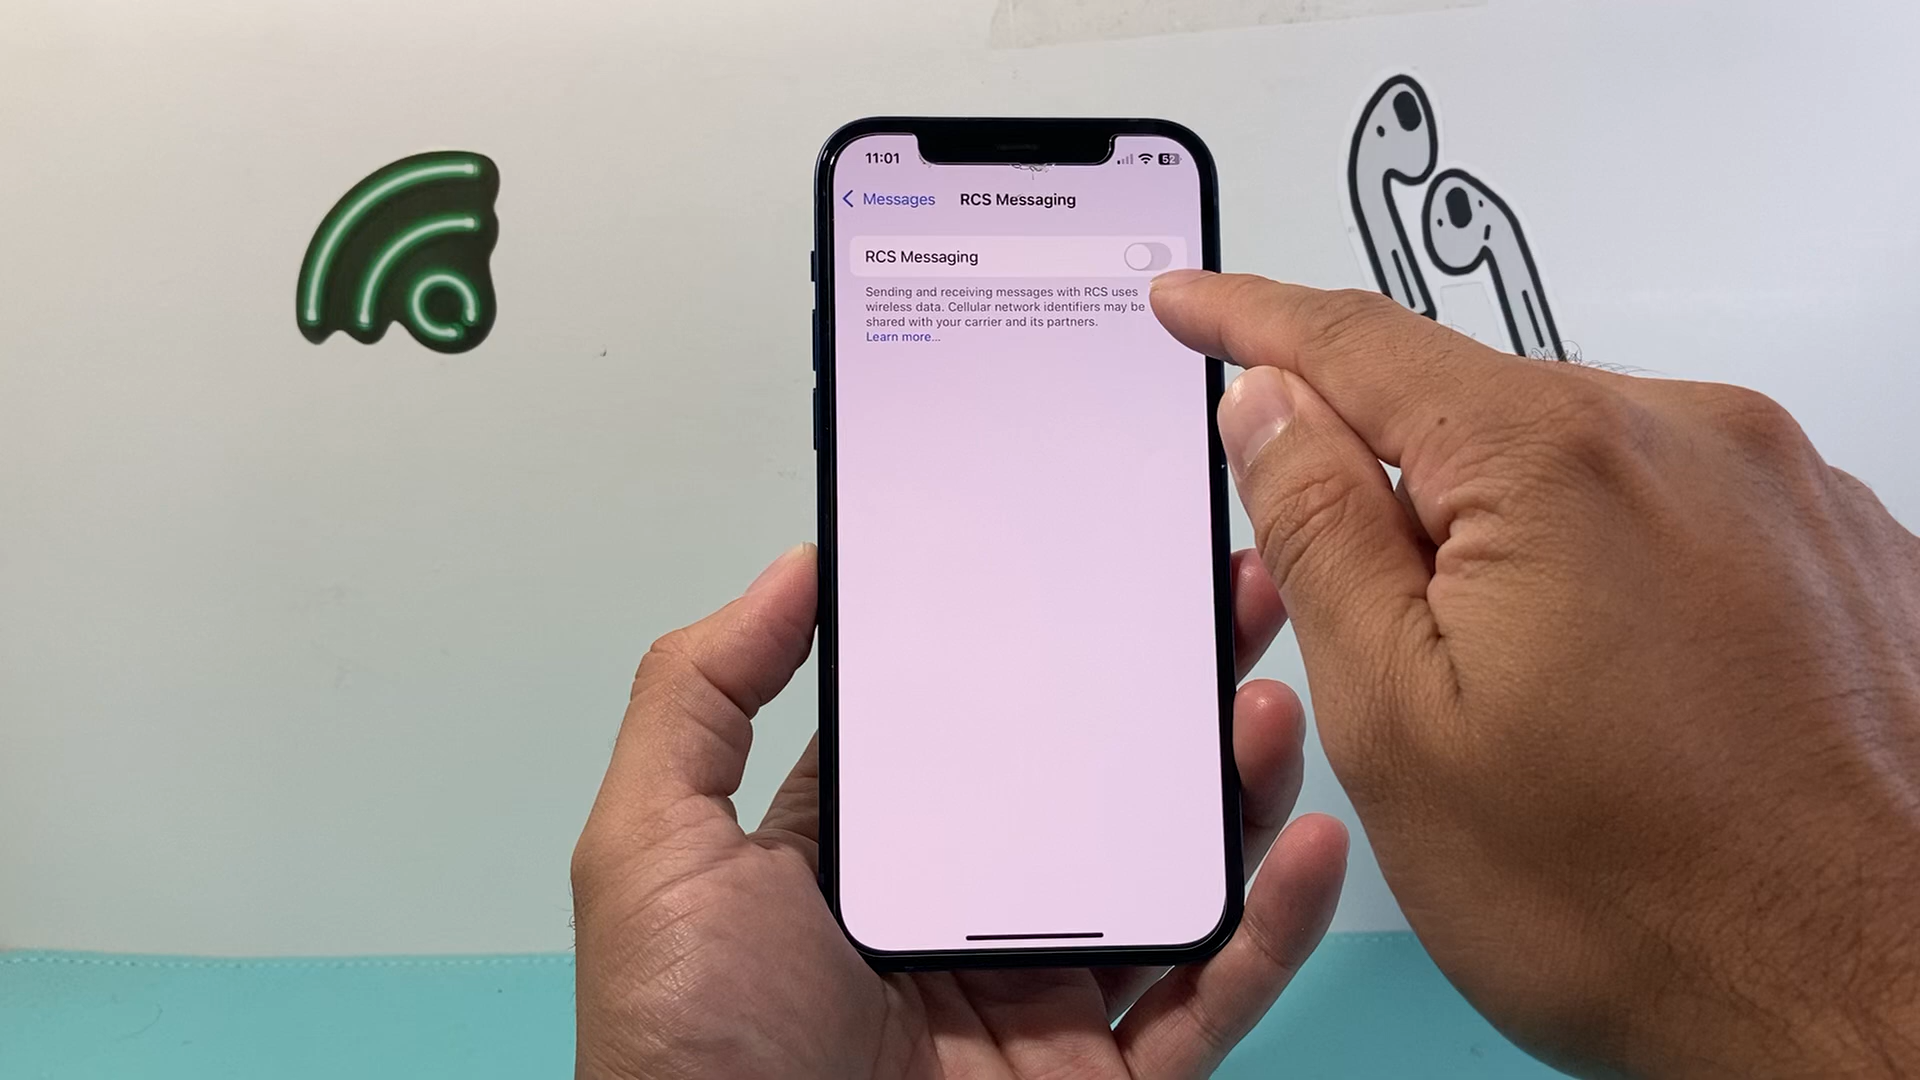 11:01
52
Messages
RCS Messaging
RCS Messaging
Sending and receiving messages with RCS uses
wireless data. Cellular network identifiers may be
shared with your carrier and its partners.
Learn more...